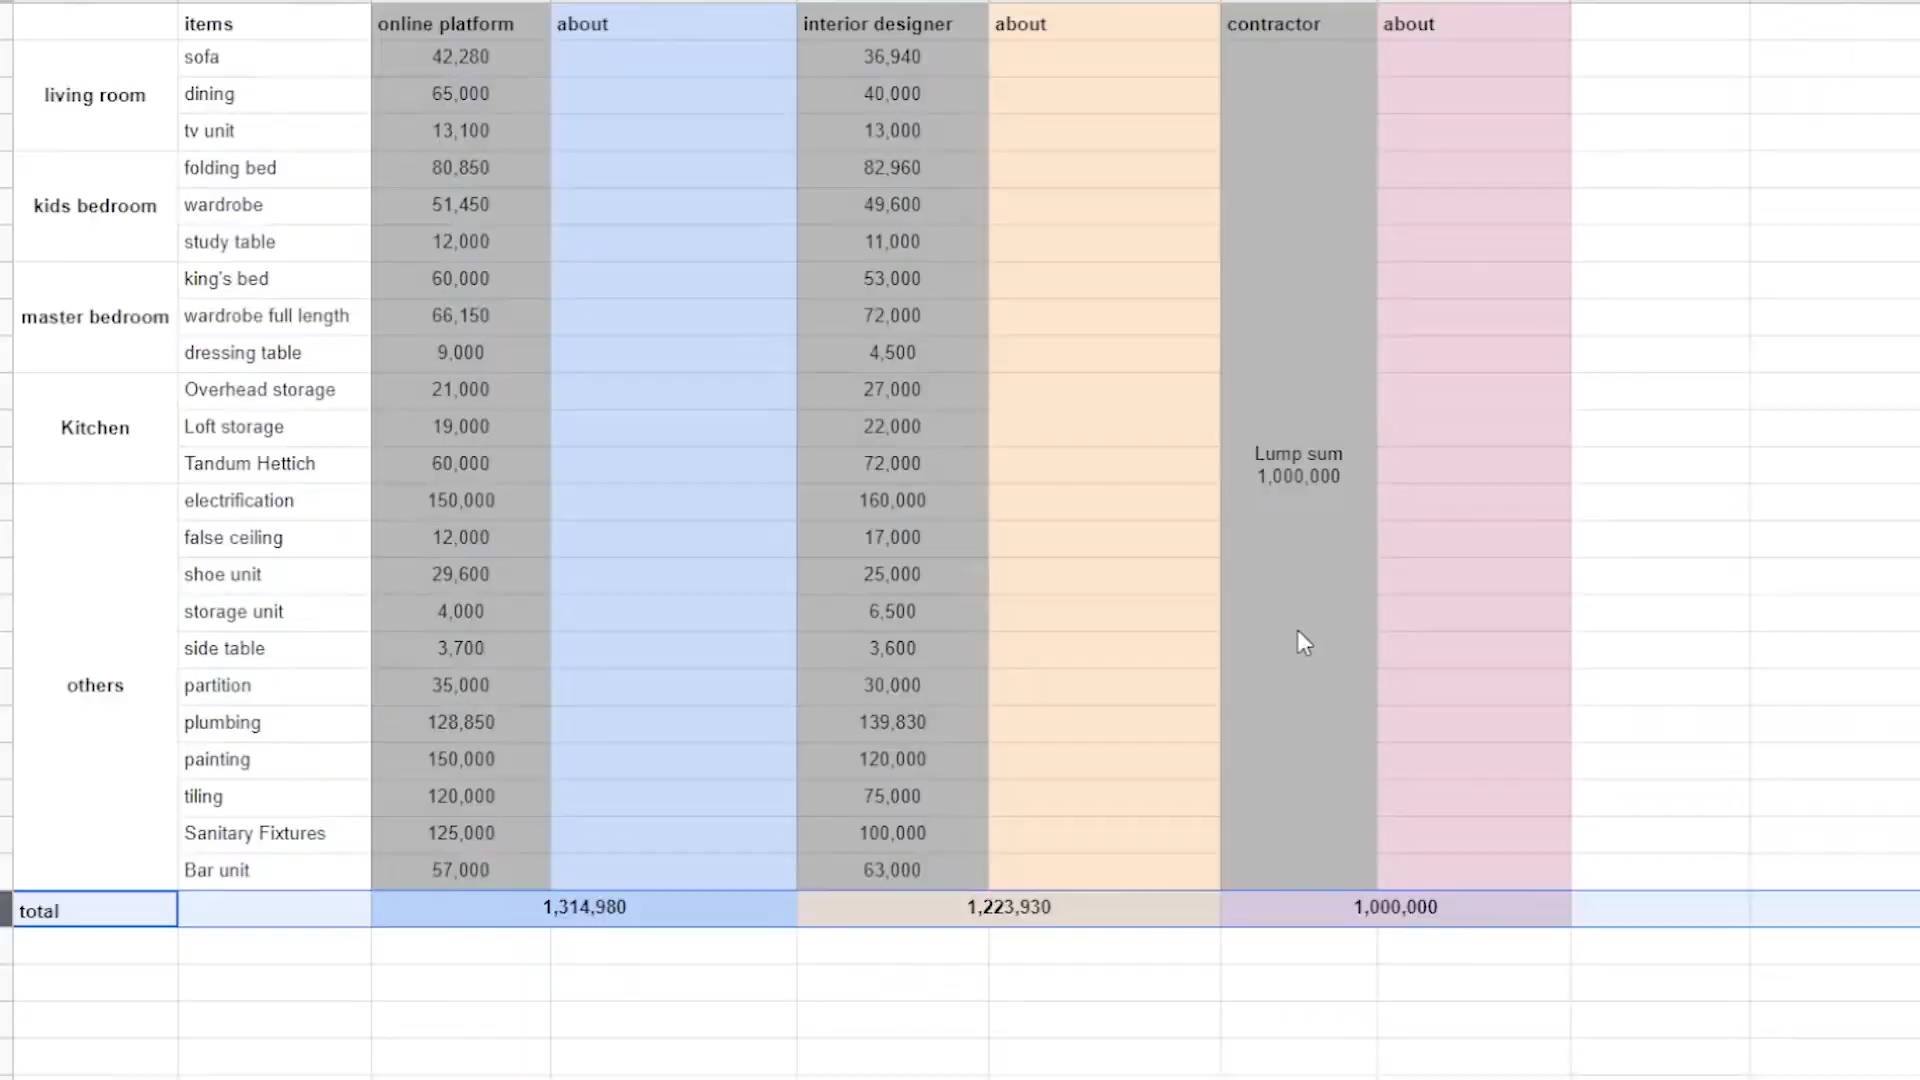 items online platform about interior designer about contractor about
living room
sofa 42,280 36,940
dining 65,000 40,000
tv unit 13,100 13,000
kids bedroom
folding bed 80,850 82,960
wardrobe 51,450 49,600
study table 12,000 11,000
master bedroom
king's bed 60,000 53,000
wardrobe full length 66,150 72,000
dressing table 9,000 4,500
Kitchen
Overhead storage 21,000 27,000
Loft storage 19,000 22,000
Tandum Hettich 60,000 72,000
Lump sum
1,000,000
others
electrification 150,000 160,000
false ceiling 12,000 17,000
shoe unit 29,600 25,000
storage unit 4,000 6,500
side table 3,700 3,600
partition 35,000 30,000
plumbing 128,850 139,830
painting 150,000 120,000
tiling 120,000 75,000
Sanitary Fixtures 125,000 100,000
Bar unit 57,000 63,000
total 1,314,980 1,223,930 1,000,000